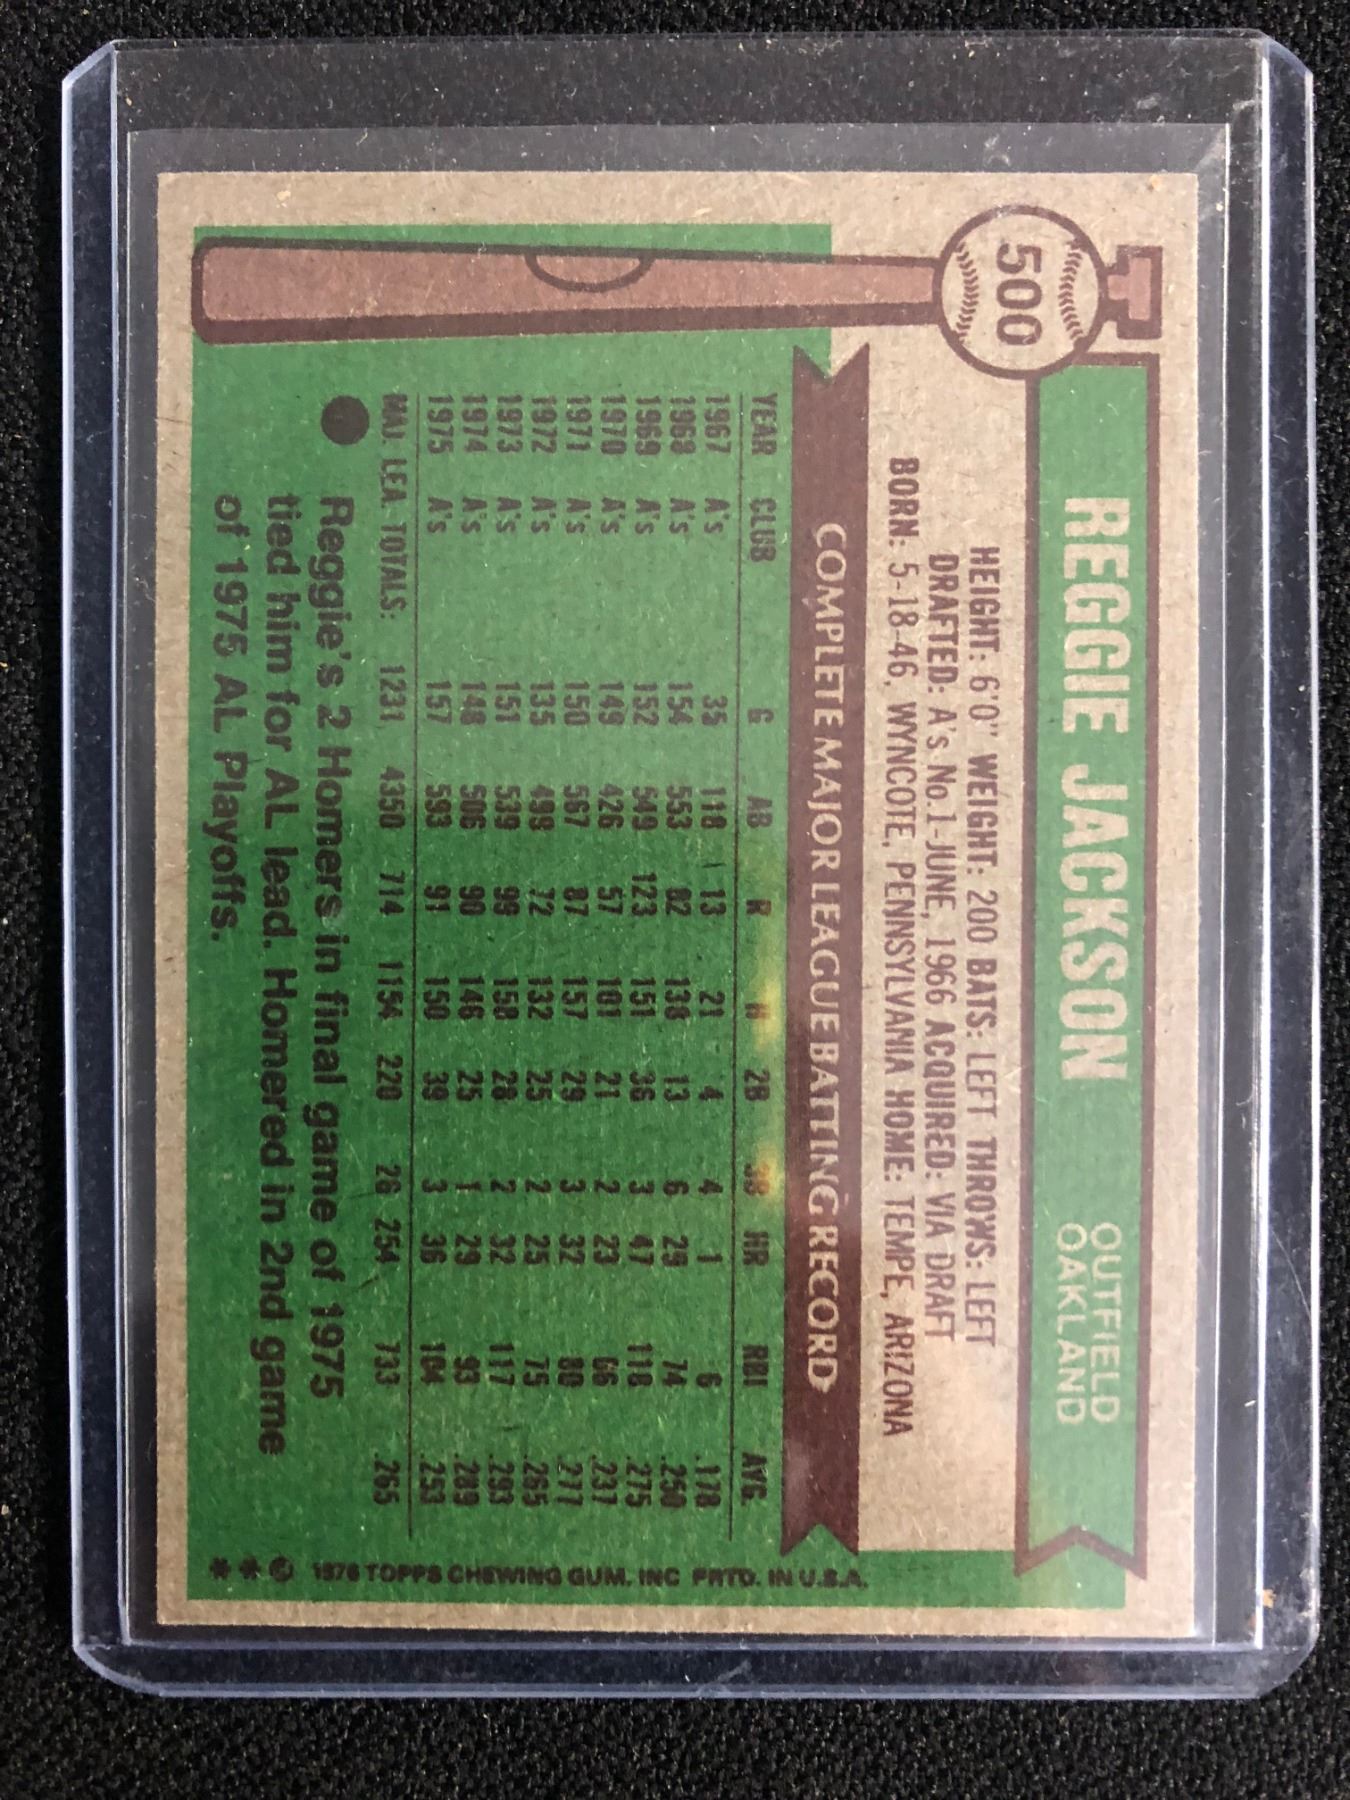 500
REGGIE JACKSON
OUTFIELD
OAKLAND
HEIGHT: 6'0" WEIGHT: 200 BATS: LEFT THROWS: LEFT
DRAFTED: A's No.1-JUNE, 1966 ACQUIRED: VIA DRAFT
BORN: 5-18-46, WYNCOTE, PENNSYLVANIA HOME: TEMPE, ARIZONA
COMPLETE MAJOR LEAGUE BATTING RECORD
YEAR CLUB G AB R H 2B 3B HR RBI AVG.
1967 A's 35 118 13 21 4 4 1 6 .178
1968 A's 154 553 82 138 13 6 29 74 .250
1969 A's 152 549 123 151 36 3 47 118 .275
1970 A's 149 426 57 101 21 2 23 66 .237
1971 A's 150 567 87 157 29 3 32 80 .277
1972 A's 135 499 72 132 25 2 25 75 .265
1973 A's 151 539 99 158 28 2 32 117 .293
1974 A's 148 506 90 146 25 1 29 93 .289
1975 A's 157 593 91 150 39 3 36 104 .253
MAJ. LEA. TOTALS: 1231 4350 714 1154 220 26 254 733 .265
Reggie's 2 Homers in final game of 1975
tied him for AL lead. Homered in 2nd game
of 1975 AL Playoffs.
** © 1976 TOPPS CHEWING GUM, INC PRTD. IN U.S.A.